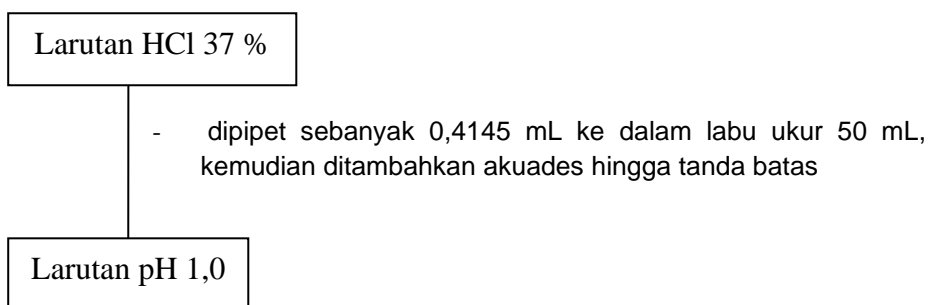 Larutan HCl 37 %
- dipipet sebanyak 0,4145 mL ke dalam labu ukur 50 mL,
kemudian ditambahkan akuades hingga tanda batas
Larutan pH 1,0